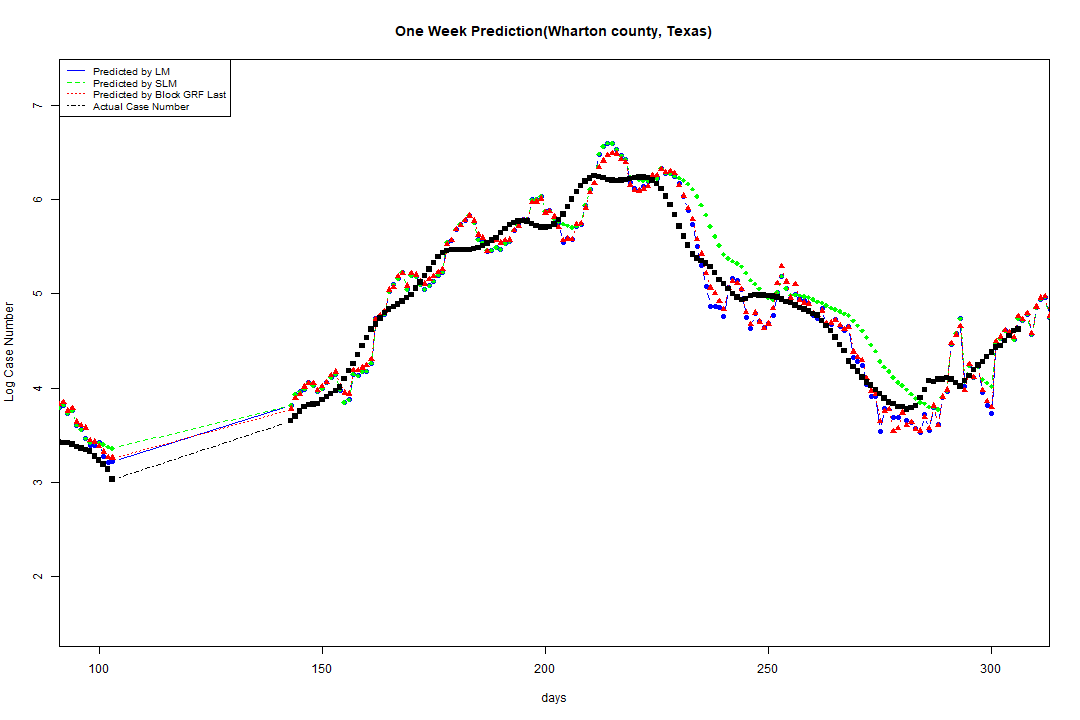 One Week Prediction(Wharton county, Texas)
Predicted by LM
Predicted by SLM
Predicted by Block GRF Last
Actual Case Number
Log Case Number
7
6
5
4
3
2
100 150 200 250 300
days